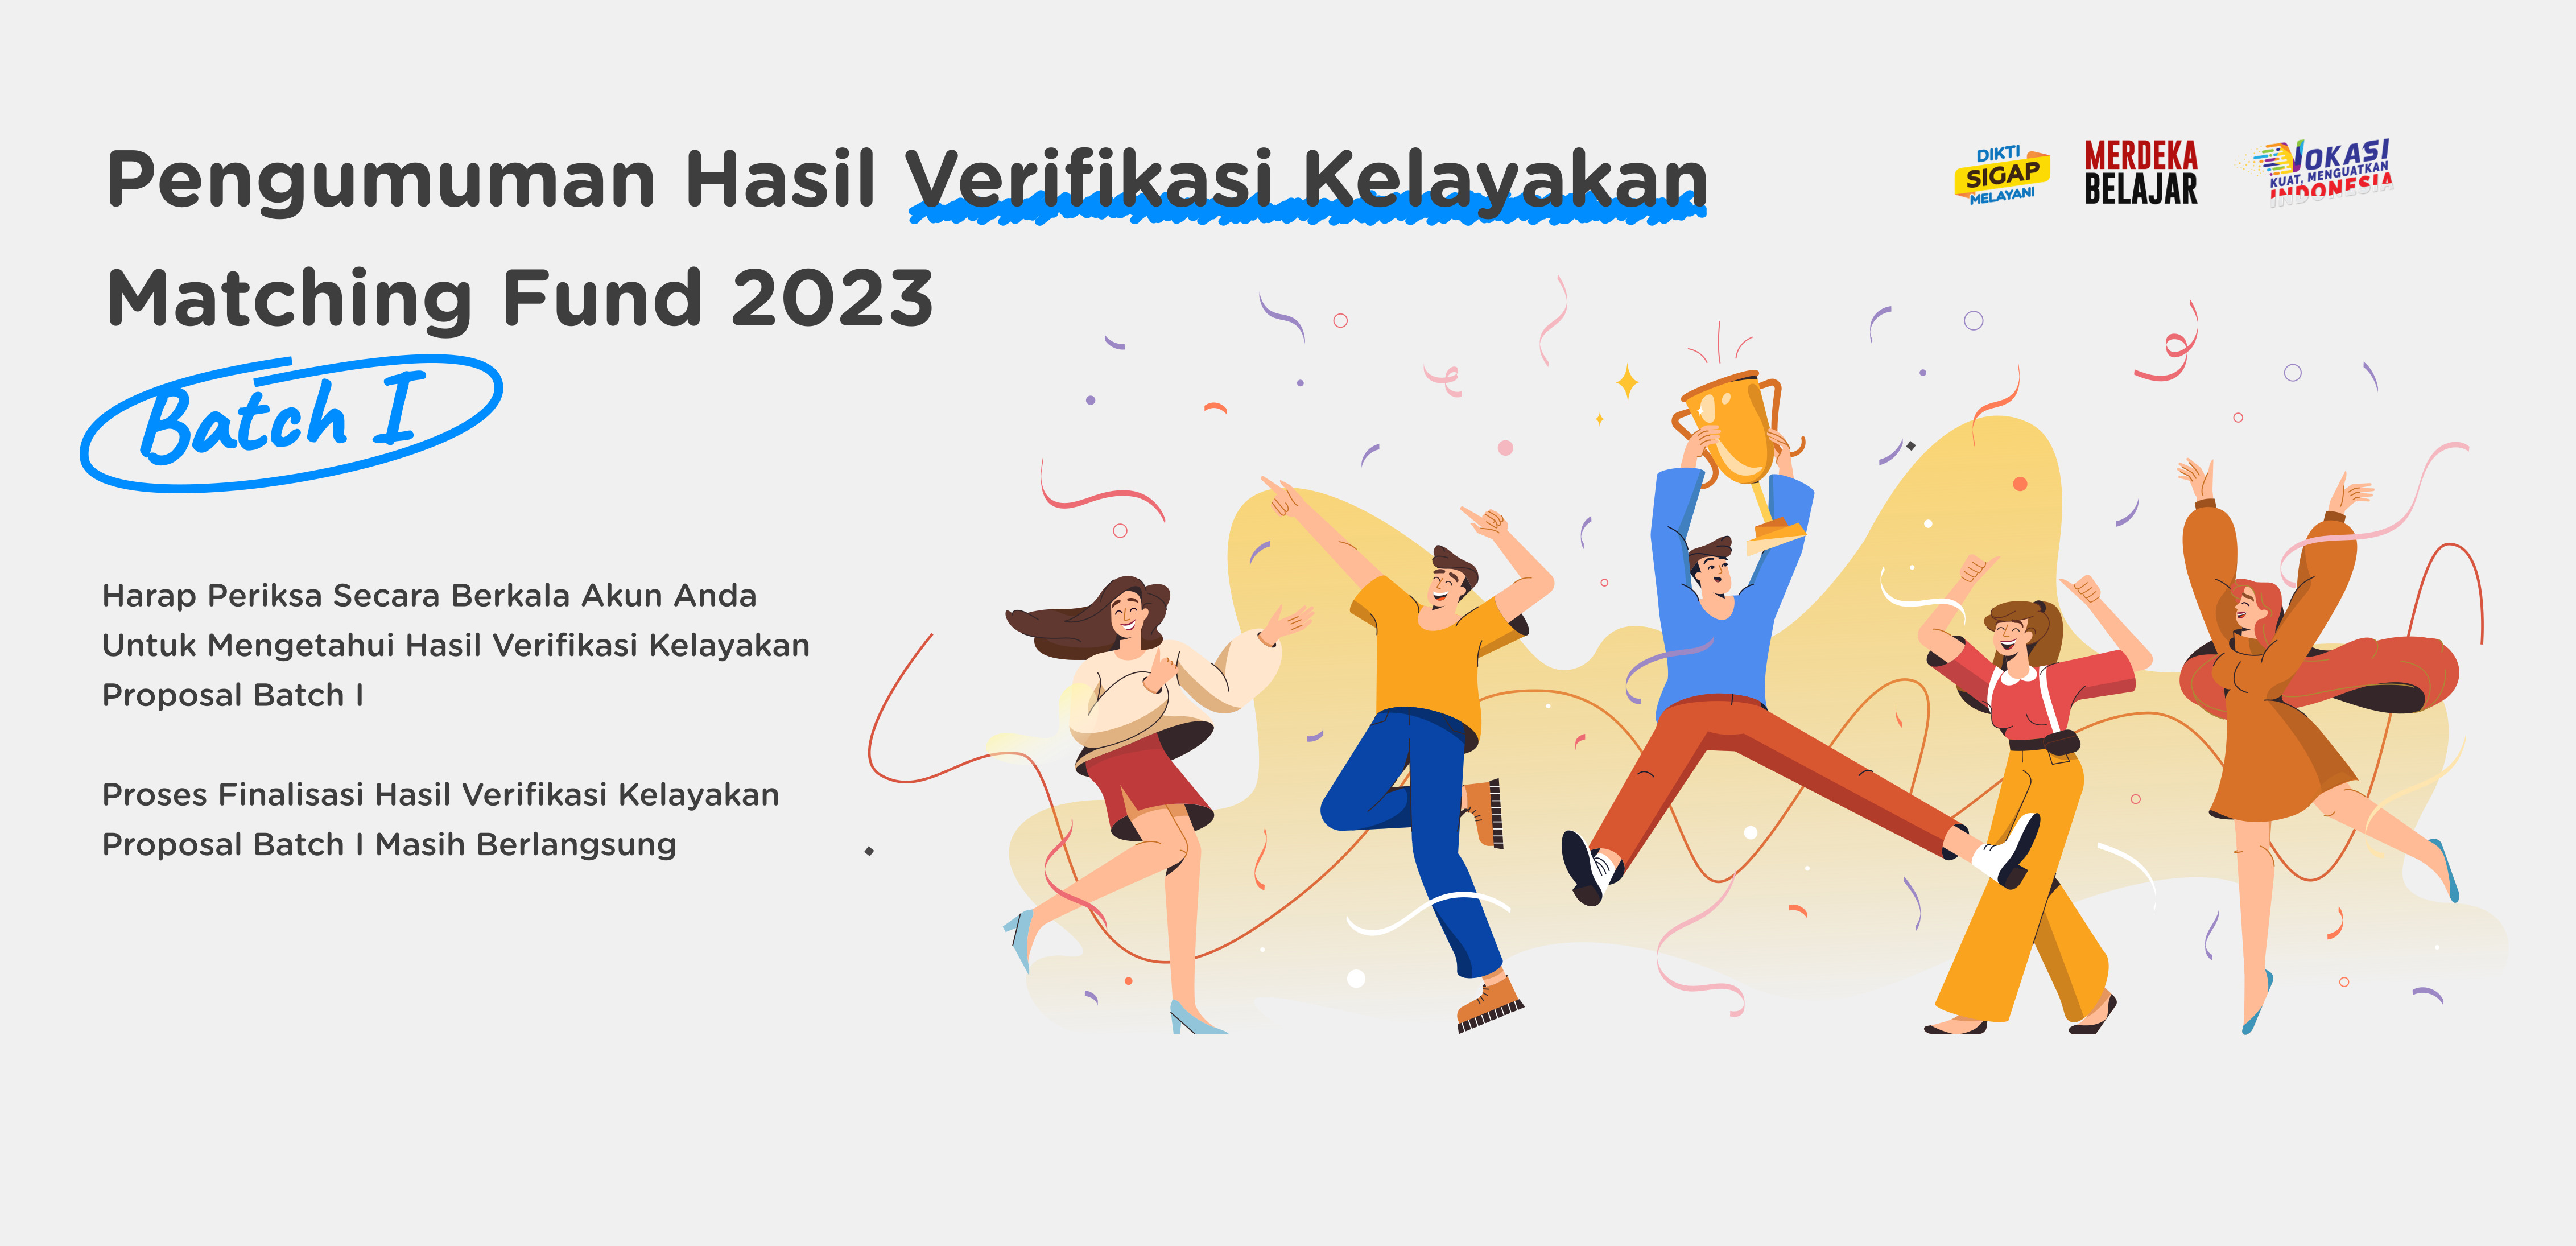 Pengumuman Hasil Verifikasi Kelayakan
Matching Fund 2023
Batch I
DIKTI
SIGAP
MELAYANI
MERDEKA
BELAJAR
VOKASI
KUAT, MENGUATKAN
INDONESIA
Harap Periksa Secara Berkala Akun Anda
Untuk Mengetahui Hasil Verifikasi Kelayakan
Proposal Batch I
Proses Finalisasi Hasil Verifikasi Kelayakan
Proposal Batch I Masih Berlangsung